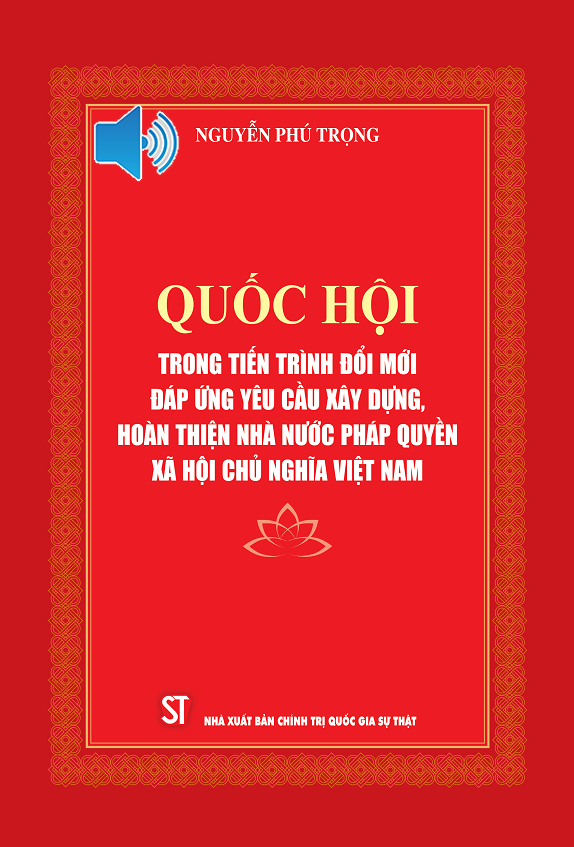 NGUYỄN PHÚ TRỌNG
QUỐC HỘI
TRONG TIẾN TRÌNH ĐỔI MỚI
ĐÁP ỨNG YÊU CẦU XÂY DỰNG,
HOÀN THIỆN NHÀ NƯỚC PHÁP QUYỀN
XÃ HỘI CHỦ NGHĨA VIỆT NAM
ST
NHÀ XUẤT BẢN CHÍNH TRỊ QUỐC GIA SỰ THẬT